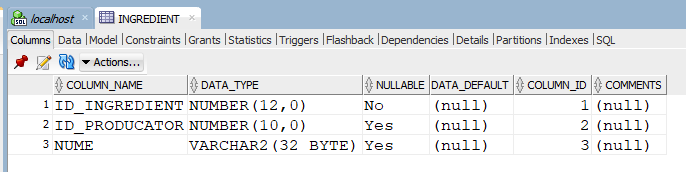 SQL localhost INGREDIENT
Columns Data Model Constraints Grants Statistics Triggers Flashback Dependencies Details Partitions Indexes SQL
Actions...
COLUMN_NAME DATA_TYPE NULLABLE DATA_DEFAULT COLUMN_ID COMMENTS
1 ID_INGREDIENT NUMBER(12,0) No (null) 1 (null)
2 ID_PRODUCATOR NUMBER(10,0) Yes (null) 2 (null)
3 NUME VARCHAR2(32 BYTE) Yes (null) 3 (null)